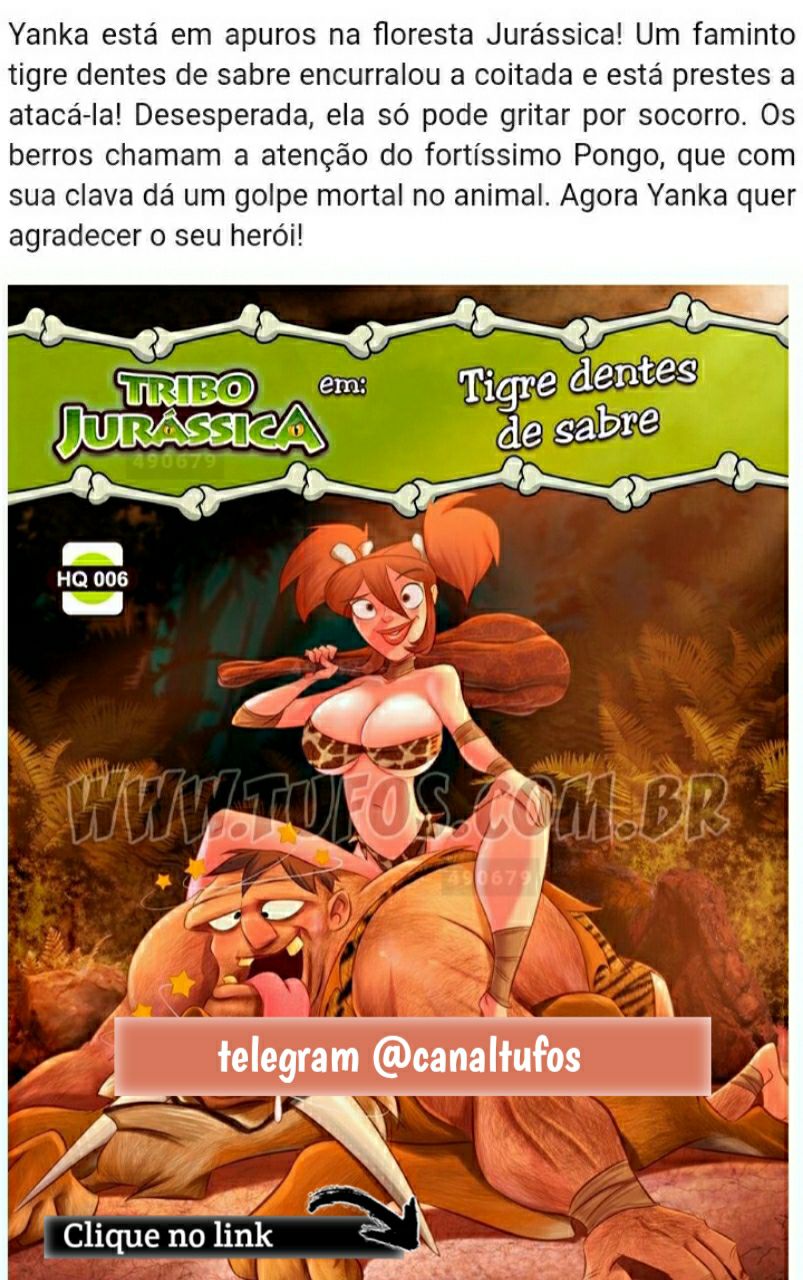 Yanka está em apuros na floresta Jurássica! Um faminto
tigre dentes de sabre encurralou a coitada e está prestes a
atacá-la! Desesperada, ela só pode gritar por socorro. Os
berros chamam a atenção do fortíssimo Pongo, que com
sua clava dá um golpe mortal no animal. Agora Yanka quer
agradecer o seu herói!
TRIBO
JURÁSSICA
em:
Tigre dentes
de sabre
490679
HQ 006
WWW.TUFOS.COM.BR
490679
telegram @canaltufos
Clique no link